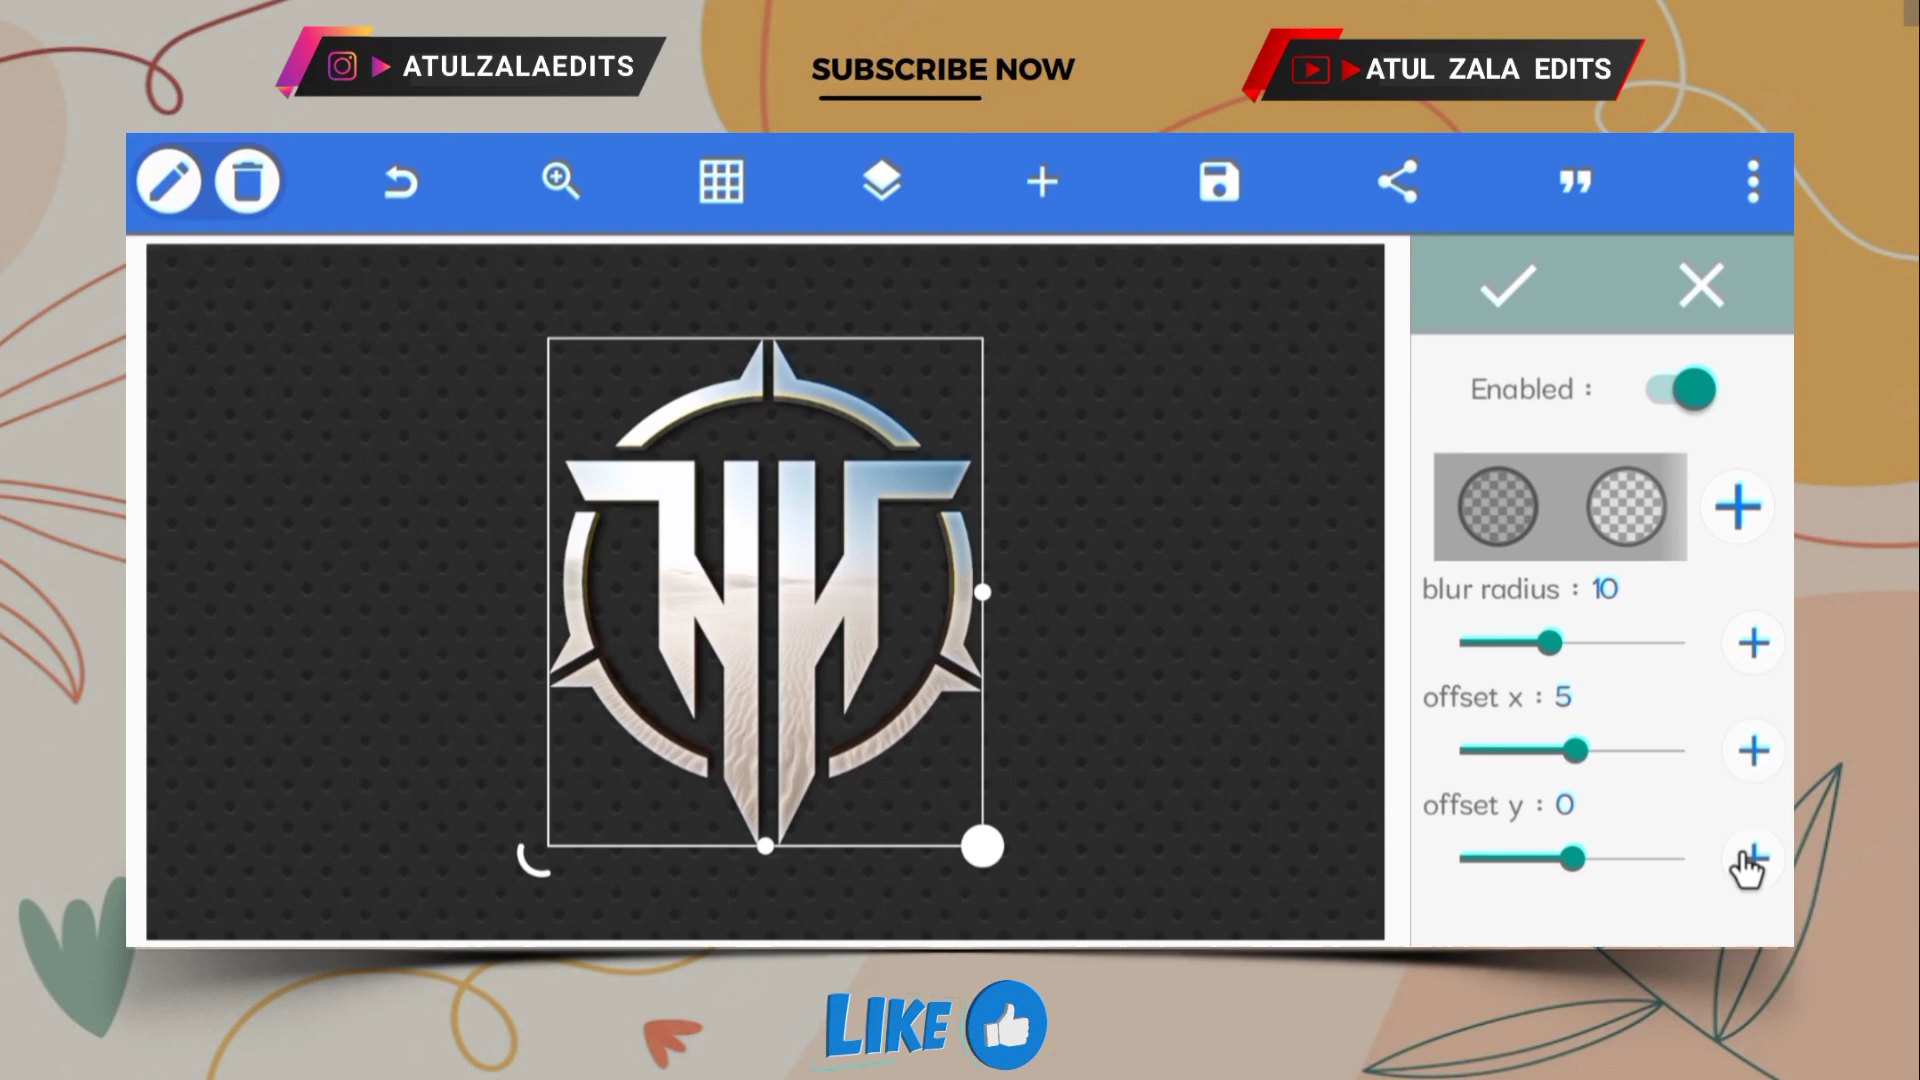 ATULZALAEDITS
SUBSCRIBE NOW
ATUL ZALA EDITS
Enabled :
blur radius : 10
offset x : 5
offset y : 0
LIKE